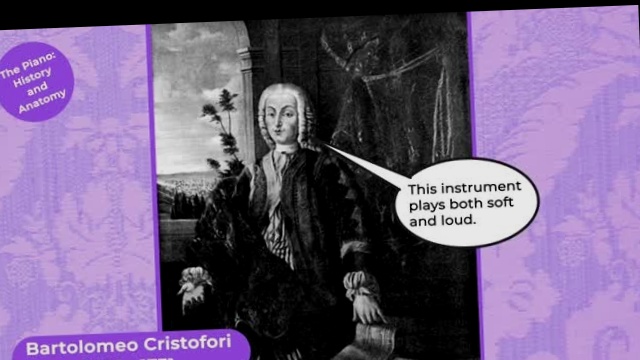 The Piano:
History
and
Anatomy
This instrument
plays both soft
and loud.
Bartolomeo Cristofori